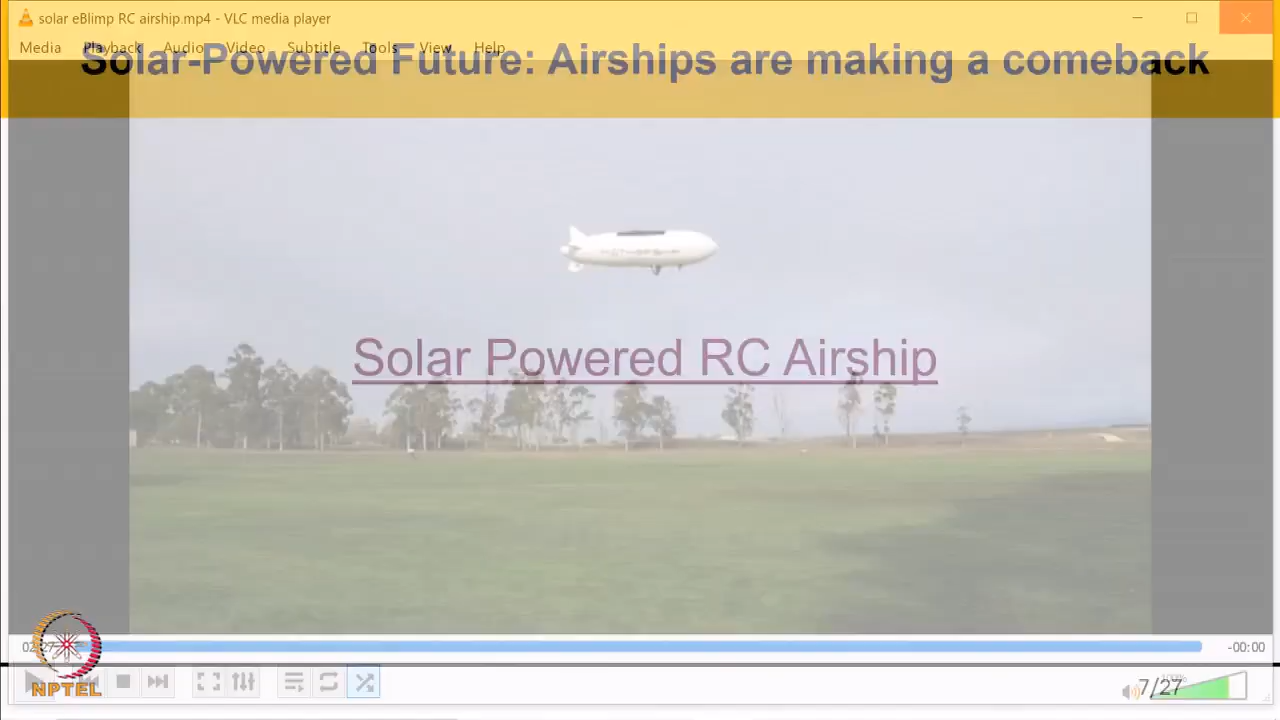 solar eBlimp RC airship.mp4 - VLC media player
Media Playback Audio Video Subtitle Tools View Help
Solar-Powered Future: Airships are making a comeback
Solar Powered RC Airship
-00:00
NPTEL
7/27